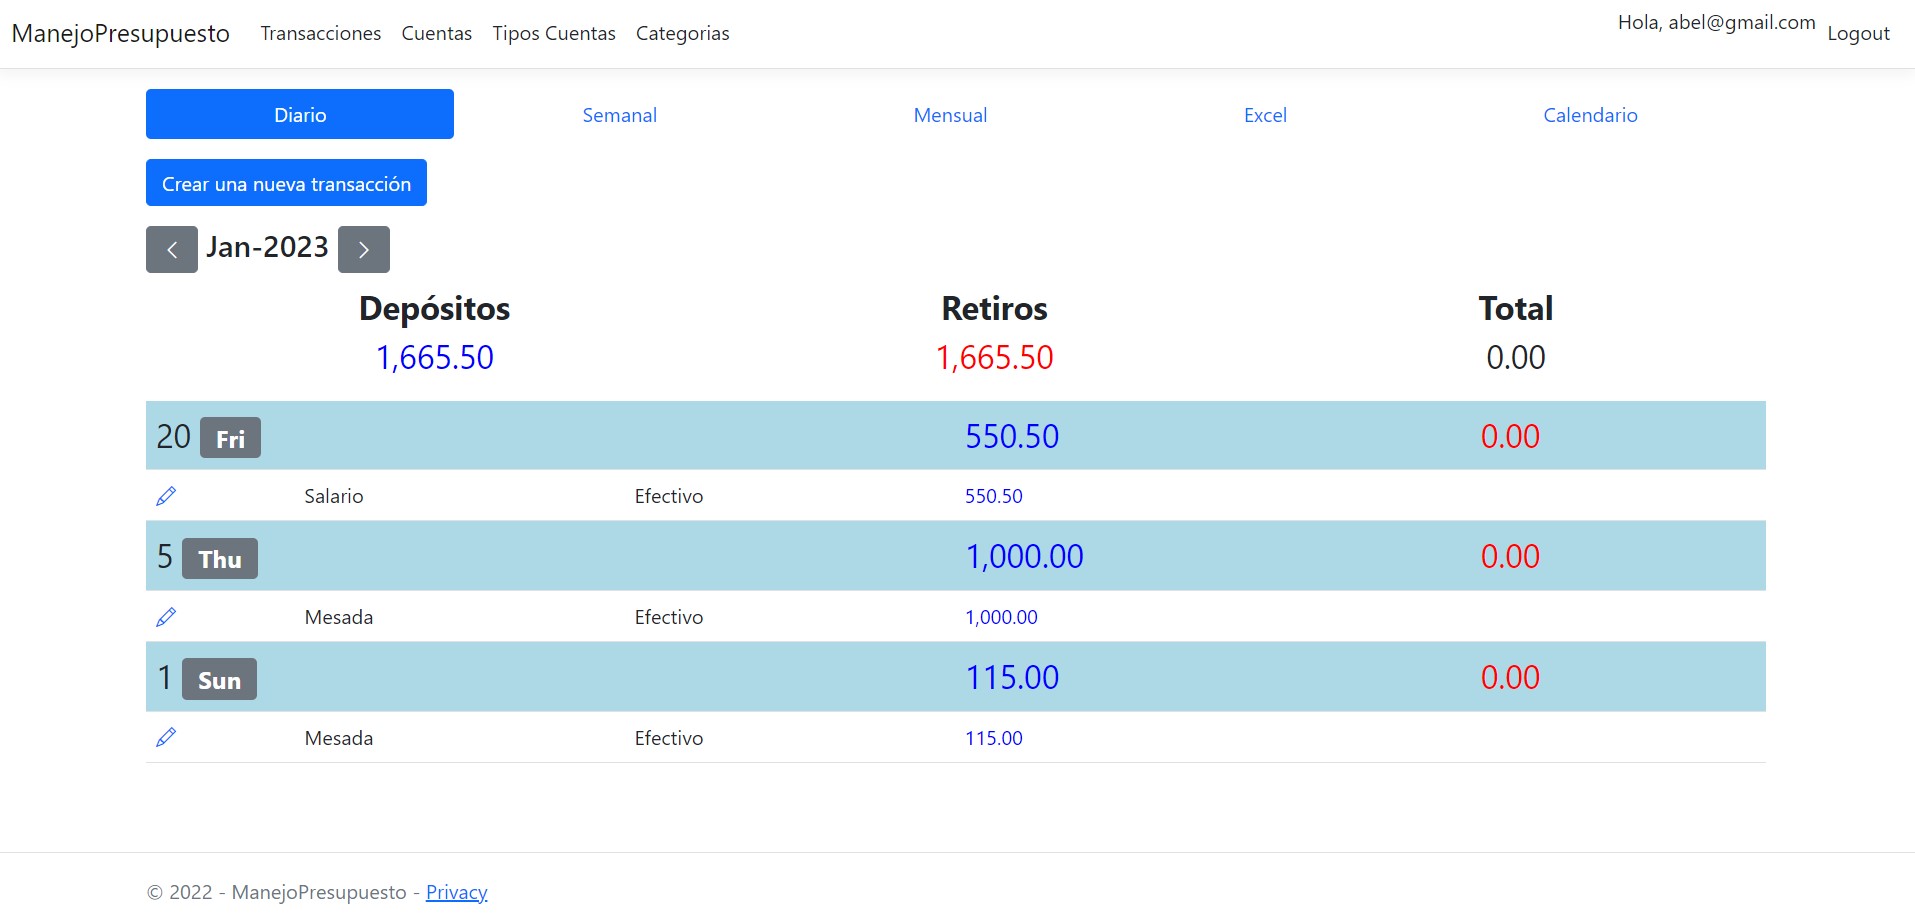 ManejoPresupuesto Transacciones Cuentas Tipos Cuentas Categorias Hola, abel@gmail.com Logout
Diario Semanal Mensual Excel Calendario
Crear una nueva transacción
Jan-2023
Depósitos Retiros Total
1,665.50 1,665.50 0.00
20 Fri 550.50 0.00
Salario Efectivo 550.50
5 Thu 1,000.00 0.00
Mesada Efectivo 1,000.00
1 Sun 115.00 0.00
Mesada Efectivo 115.00
© 2022 - ManejoPresupuesto - Privacy